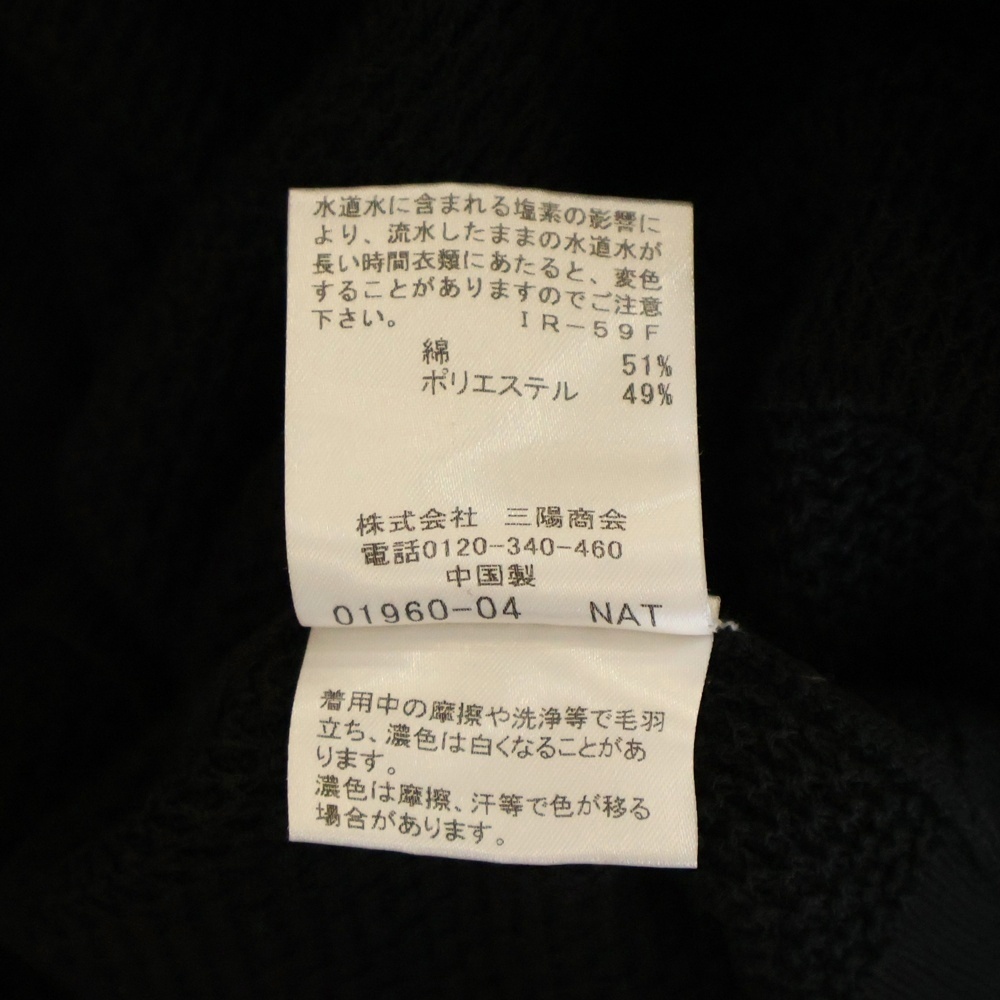 水道水に含まれる塩素の影響に
より、流水したままの水道水が
長い時間衣類にあたると、変色
することがありますのでご注意
下さい。 ＩＲ－５９Ｆ
綿 51%
ポリエステル 49%
株式会社 三陽商会
電話0120-340-460
中国製
01960-04 NAT
着用中の摩擦や洗浄等で毛羽
立ち、濃色は白くなることがあ
ります。
濃色は摩擦、汗等で色が移る
場合があります。